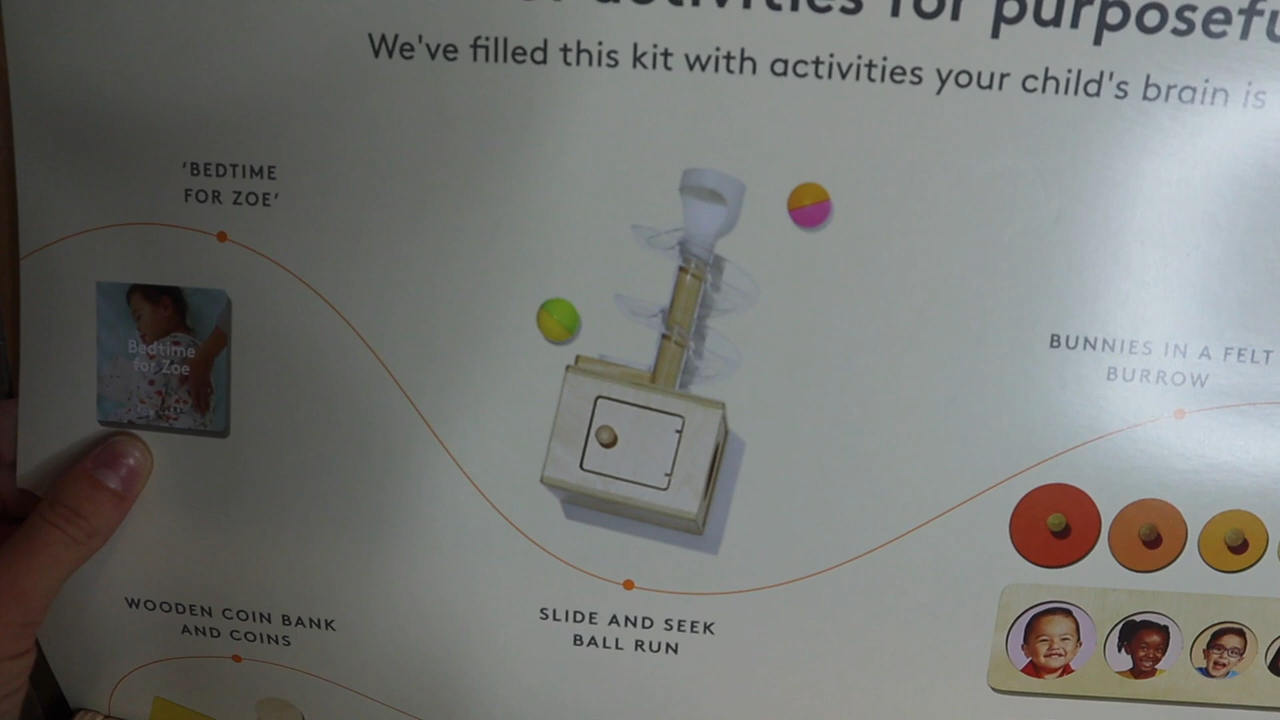 activities for
We've filled this kit with activities your child's brain is
'BEDTIME
FOR ZOE'
Bedtime
for Zoe
BUNNIES IN A FELT
BURROW
WOODEN COIN BANK
AND COINS
SLIDE AND SEEK
BALL RUN